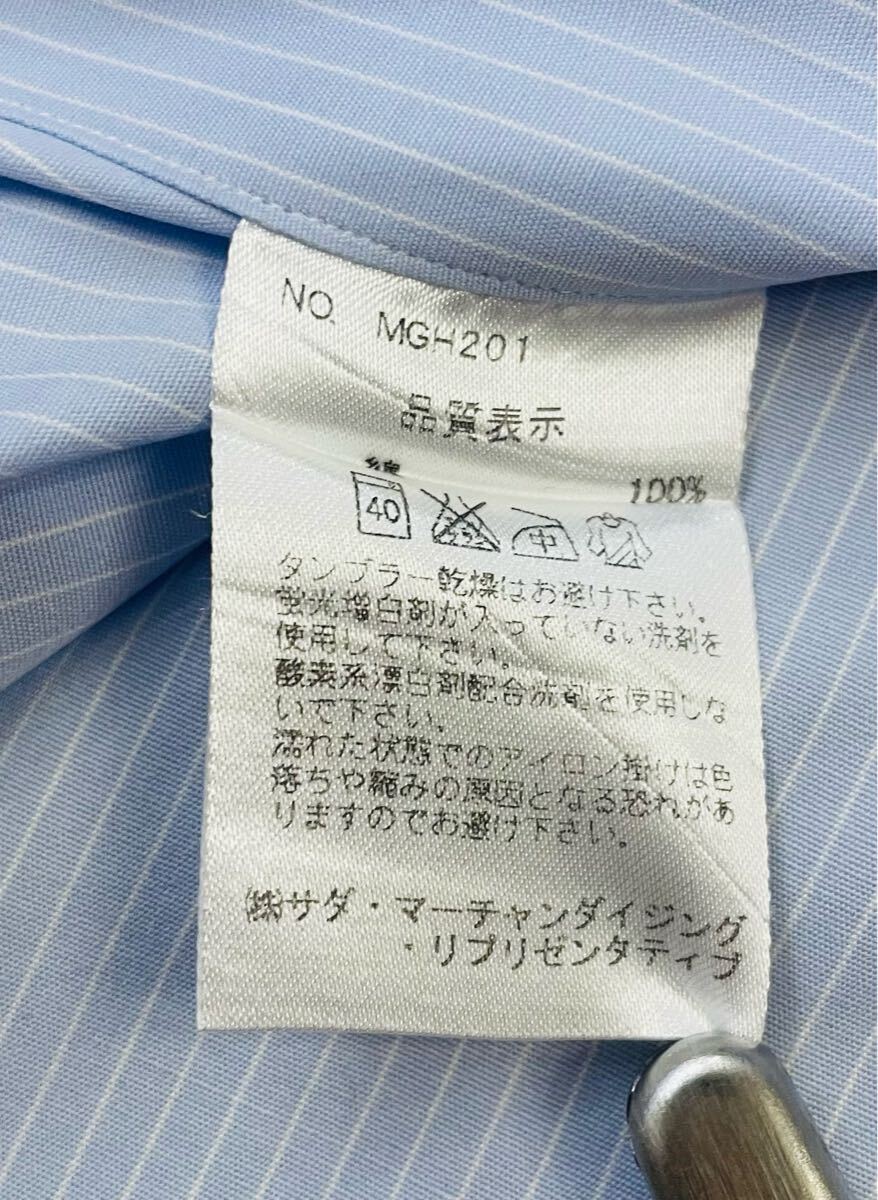 NO. MGH201
品質表示
綿 100%
40 中
タンブラー乾燥はお避け下さい。
蛍光増白剤が入っていない洗剤を
使用して下さい。
酸素系漂白剤配合洗剤を使用しな
いで下さい。
濡れた状態でのアイロン掛けは色
落ちや縮みの原因となる恐れがあ
りますのでお避け下さい。
㈱サダ・マーチャンダイジング
・リプリゼンタティブ